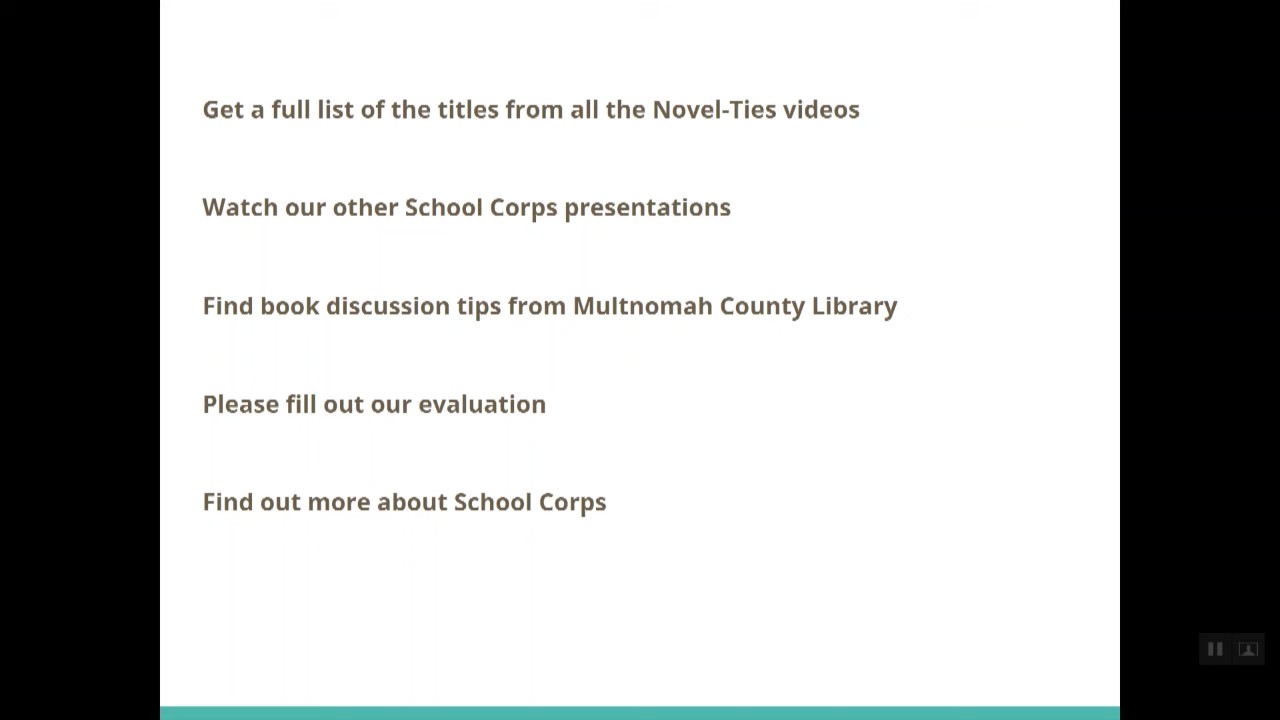 Get a full list of the titles from all the Novel-Ties videos
Watch our other School Corps presentations
Find book discussion tips from Multnomah County Library
Please fill out our evaluation
Find out more about School Corps